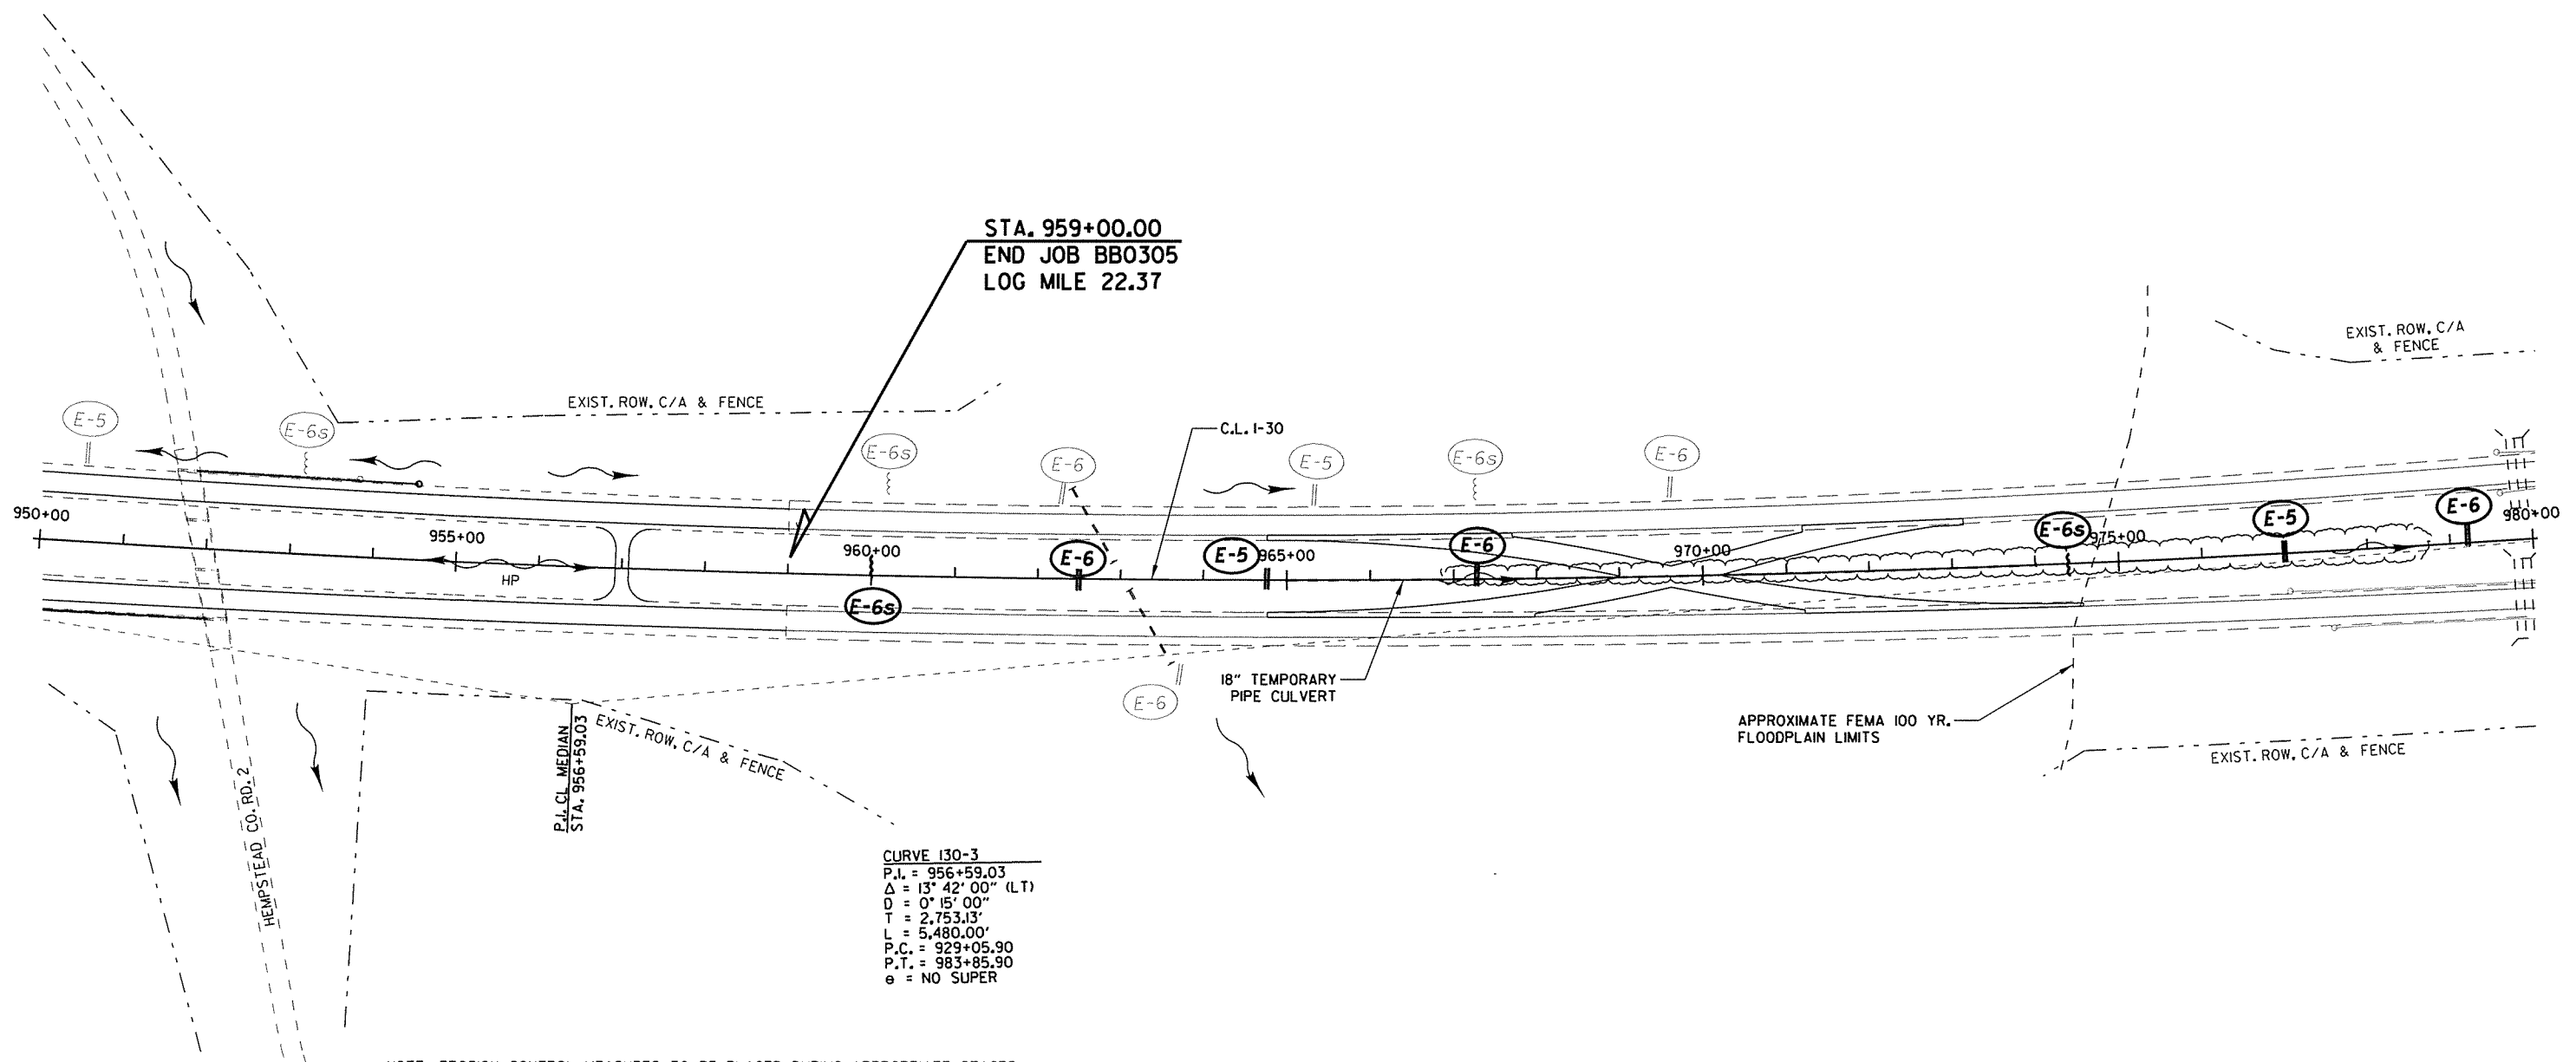 STA. 959+00.00
END JOB BB0305
LOG MILE 22.37
EXIST. ROW, C/A
& FENCE
EXIST. ROW, C/A & FENCE
C.L. I-30
E-5
E-6s
E-6s
E-6
E-5
E-6s
E-6
950+00
955+00
960+00
965+00
970+00
975+00
980+00
HP
E-6s
E-6
E-5
E-6
E-6s
E-5
E-6
E-6
18" TEMPORARY
PIPE CULVERT
APPROXIMATE FEMA 100 YR.
FLOODPLAIN LIMITS
EXIST. ROW, C/A & FENCE
EXIST. ROW, C/A & FENCE
P.I. CL MEDIAN
STA. 956+59.03
HEMPSTEAD CO. RD. 2
CURVE 130-3
P.I. = 956+59.03
Δ = 13° 42' 00" (LT)
D = 0° 15' 00"
T = 2,753.13'
L = 5,480.00'
P.C. = 929+05.90
P.T. = 983+85.90
e = NO SUPER